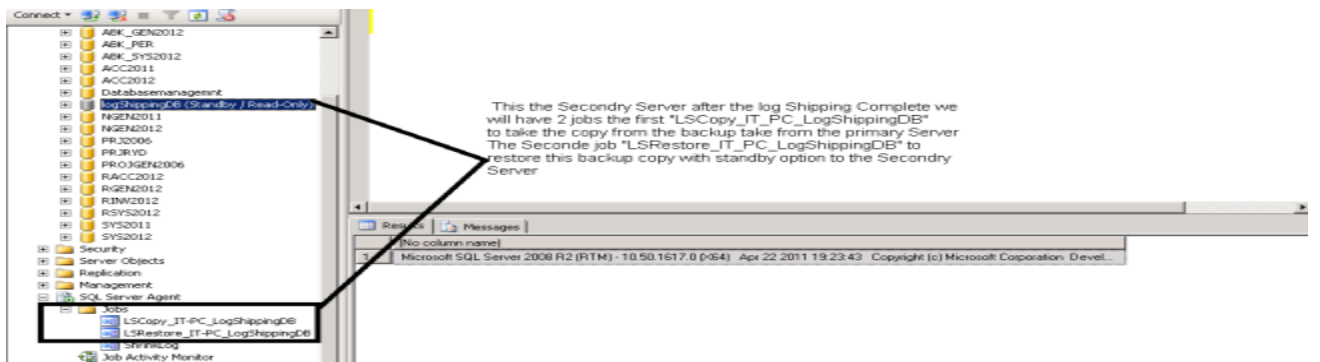 Connect
ABK_GEN2012
ABK_PER
ABK_SYS2012
ACC2011
ACC2012
Databasemanagemnt
logShippingDB (Standby / Read-Only)
NGEN2011
NGEN2012
PRJ2006
PRJRYD
PROJGEN2006
RACC2012
RGEN2012
RINV2012
RSYS2012
SYS2011
SYS2012
Security
Server Objects
Replication
Management
SQL Server Agent
Jobs
LSCopy_IT-PC_LogShippingDB
LSRestore_IT-PC_LogShippingDB
ShrinkLog
Job Activity Monitor
This the Secondry Server after the log Shipping Complete we
will have 2 jobs the first "LSCopy_IT_PC_LogShippingDB"
to take the copy from the backup take from the primary Server
The Seconde job "LSRestore_IT_PC_LogShippingDB" to
restore this backup copy with standby option to the Secondry
Server
Results Messages
(No column name)
1 Microsoft SQL Server 2008 R2 (RTM) - 10.50.1617.0 (X64) Apr 22 2011 19:23:43 Copyright (c) Microsoft Corporation Devel...